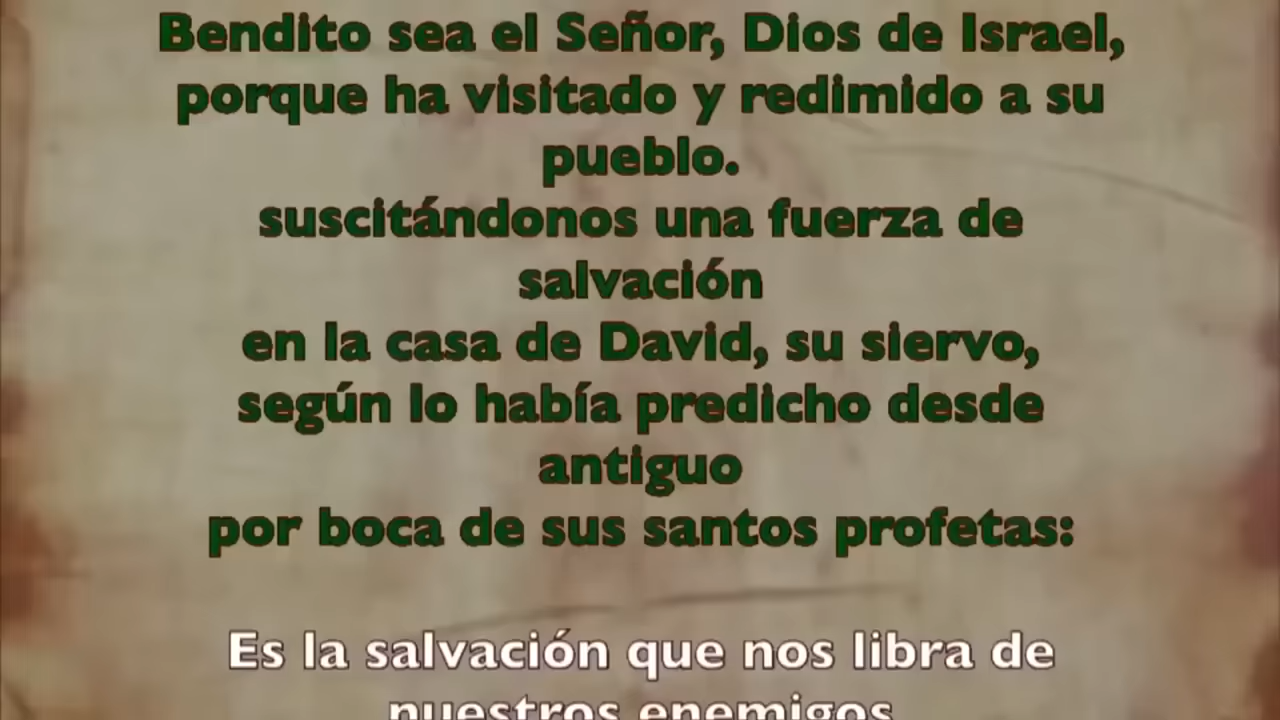 Bendito sea el Señor, Dios de Israel,
porque ha visitado y redimido a su
pueblo.
suscitándonos una fuerza de
salvación
en la casa de David, su siervo,
según lo había predicho desde
antiguo
por boca de sus santos profetas:
Es la salvación que nos libra de
nuestros enemigos